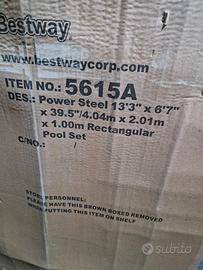 Bestway
www.bestwaycorp.com
ITEM NO.: 5615A
DES.: Power Steel 13'3" x 6'7"
x 39.5"/4.04m x 2.01m
x 1.00m Rectangular
Pool Set
C/NO.: /
STORE PERSONNEL:
PLEASE HAVE THIS BROWN BOXED REMOVED
WHEN PUTTING THIS ITEM ON SHELF
subito